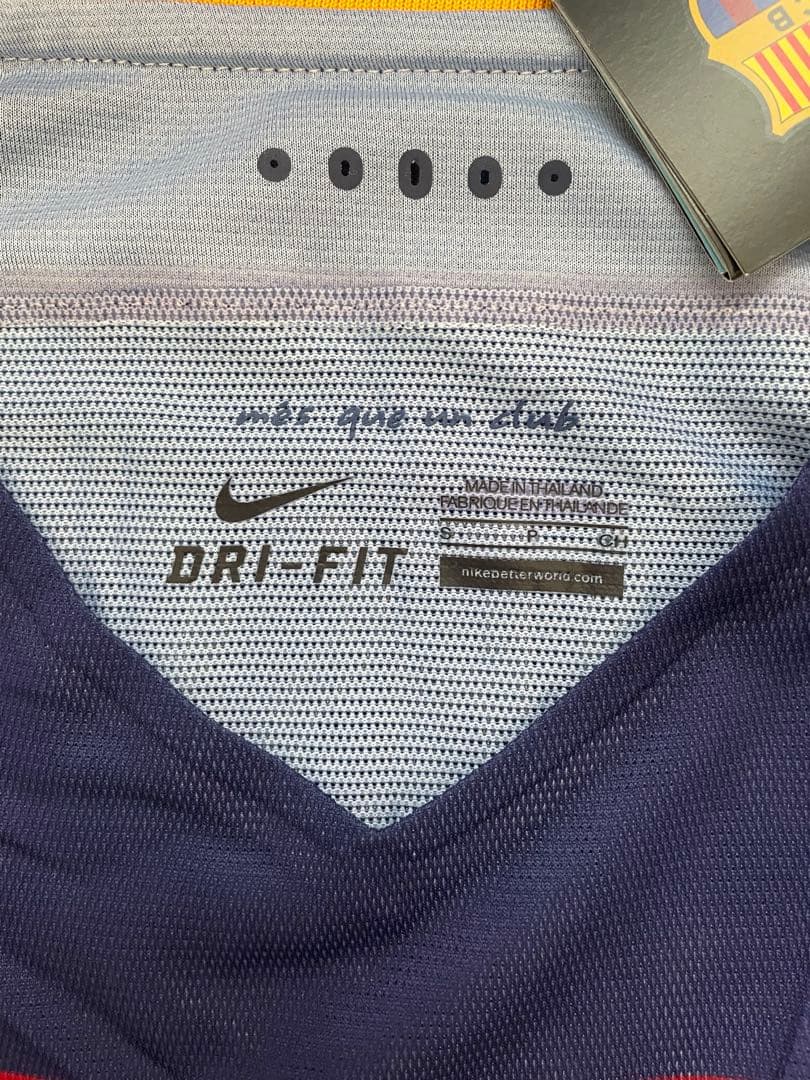 C B
més que un club
MADE IN THAILAND
FABRIQUE EN THAILANDE
S P CH
DRI-FIT
nikebetterworld.com